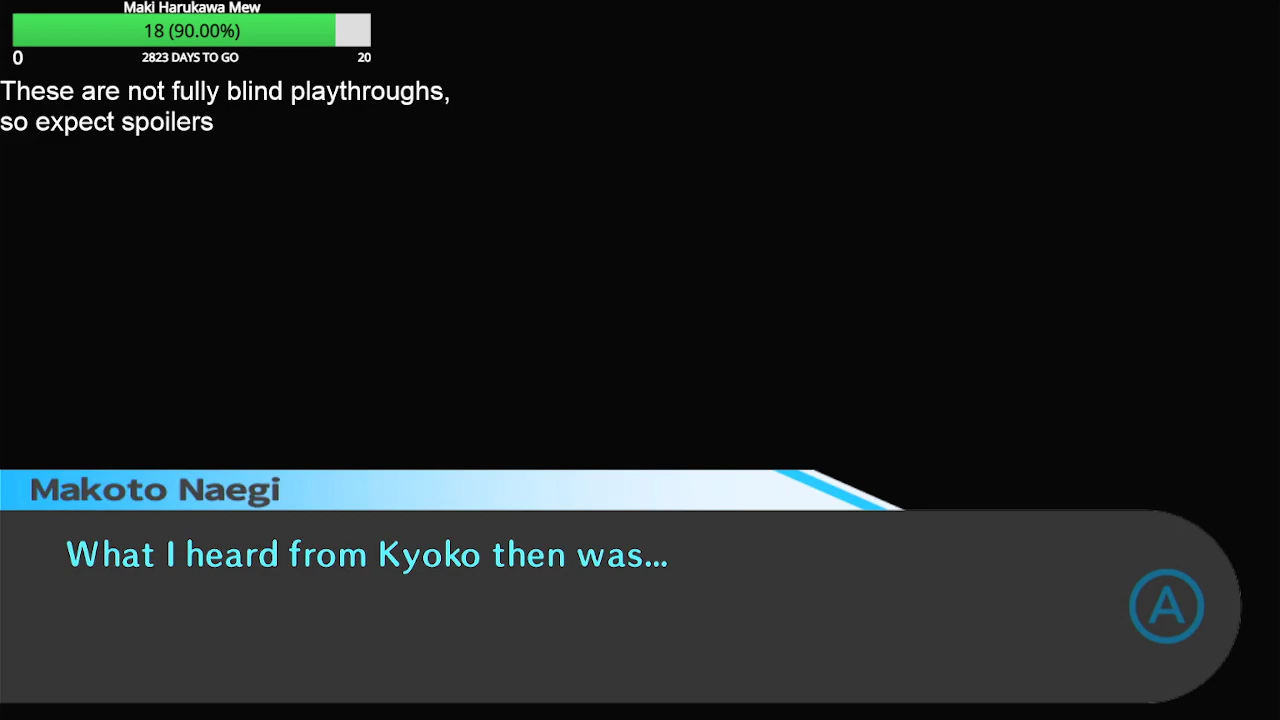 Maki Harukawa Mew
18 (90.00%)
0 2823 DAYS TO GO 20
These are not fully blind playthroughs,
so expect spoilers
Makoto Naegi
What I heard from Kyoko then was...
A